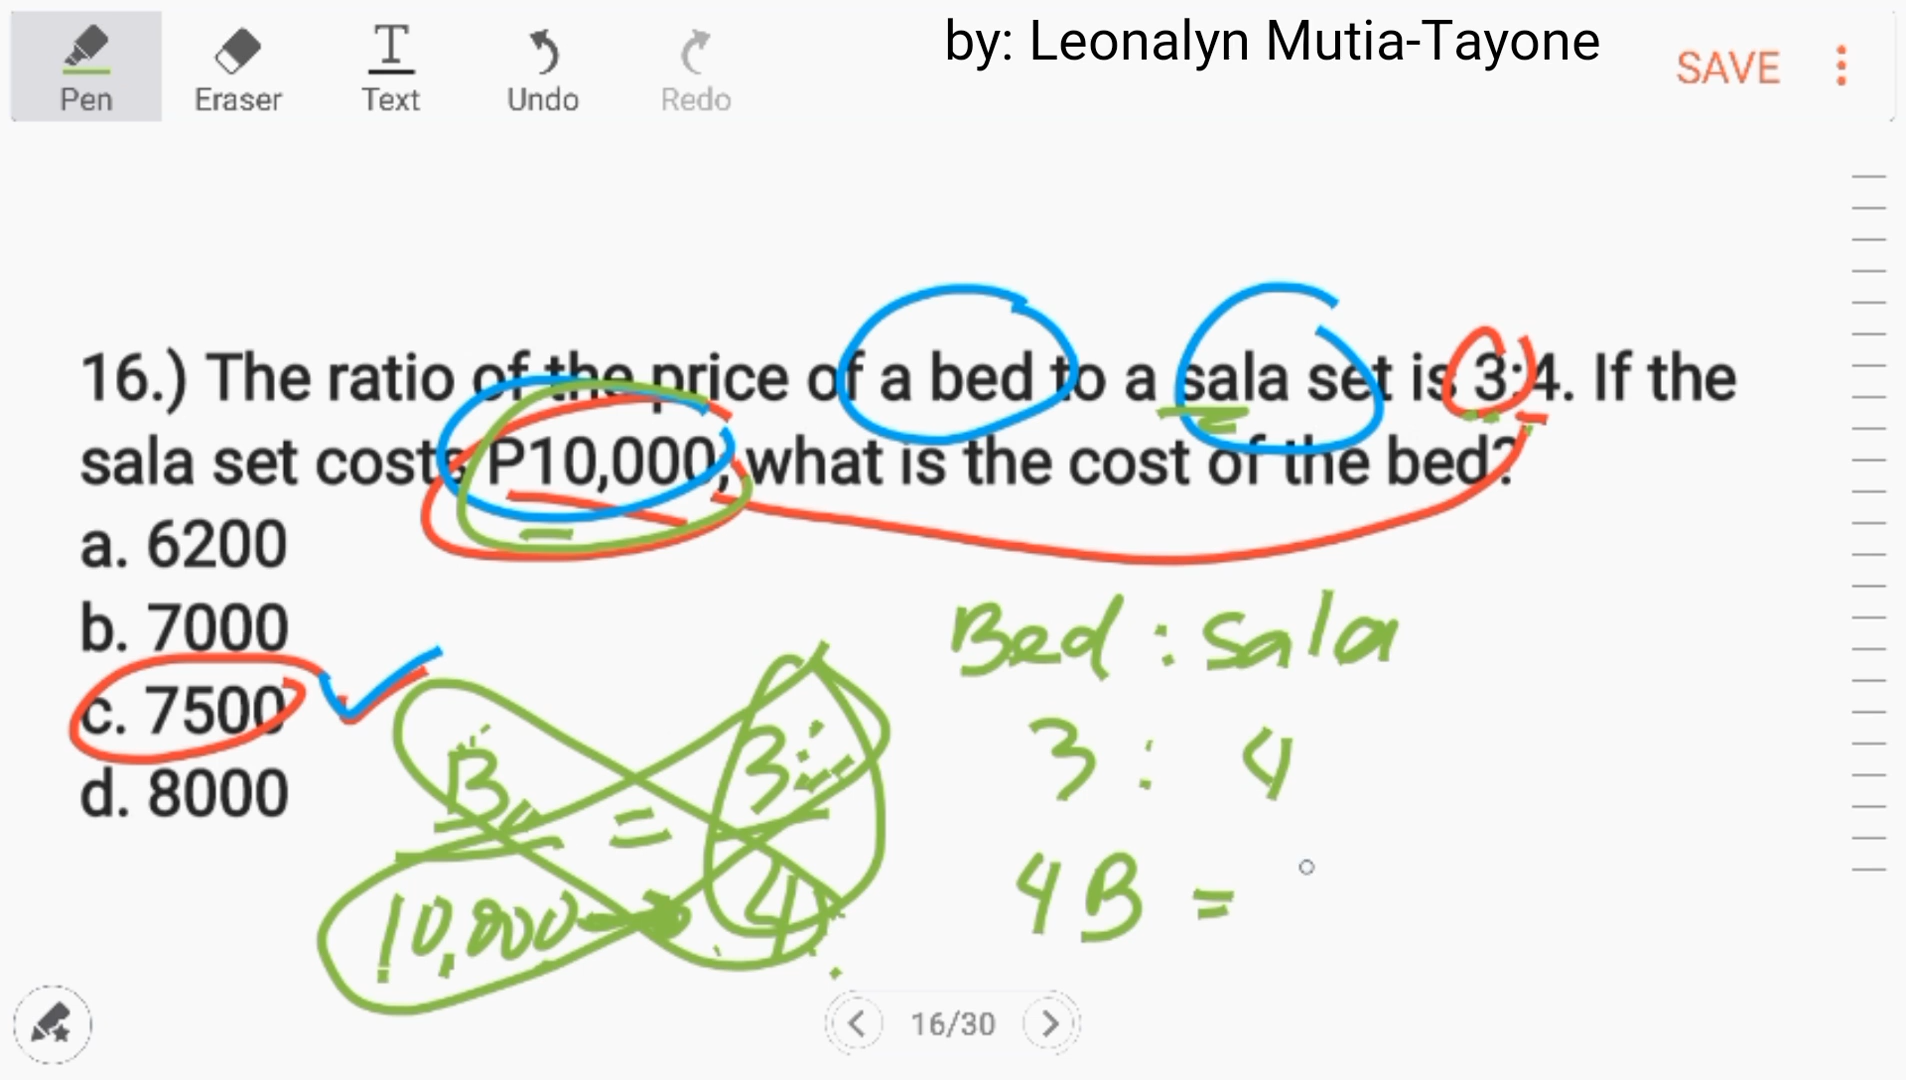 by: Leonalyn Mutia-Tayone
Pen Eraser Text Undo Redo SAVE
16.) The ratio of the price of a bed to a sala set is 3:4. If the
sala set costs P10,000, what is the cost of the bed?
a. 6200
b. 7000
c. 7500
d. 8000
Bed : Sala
3 : 4
B = 3
10,000 4
4B =
16/30